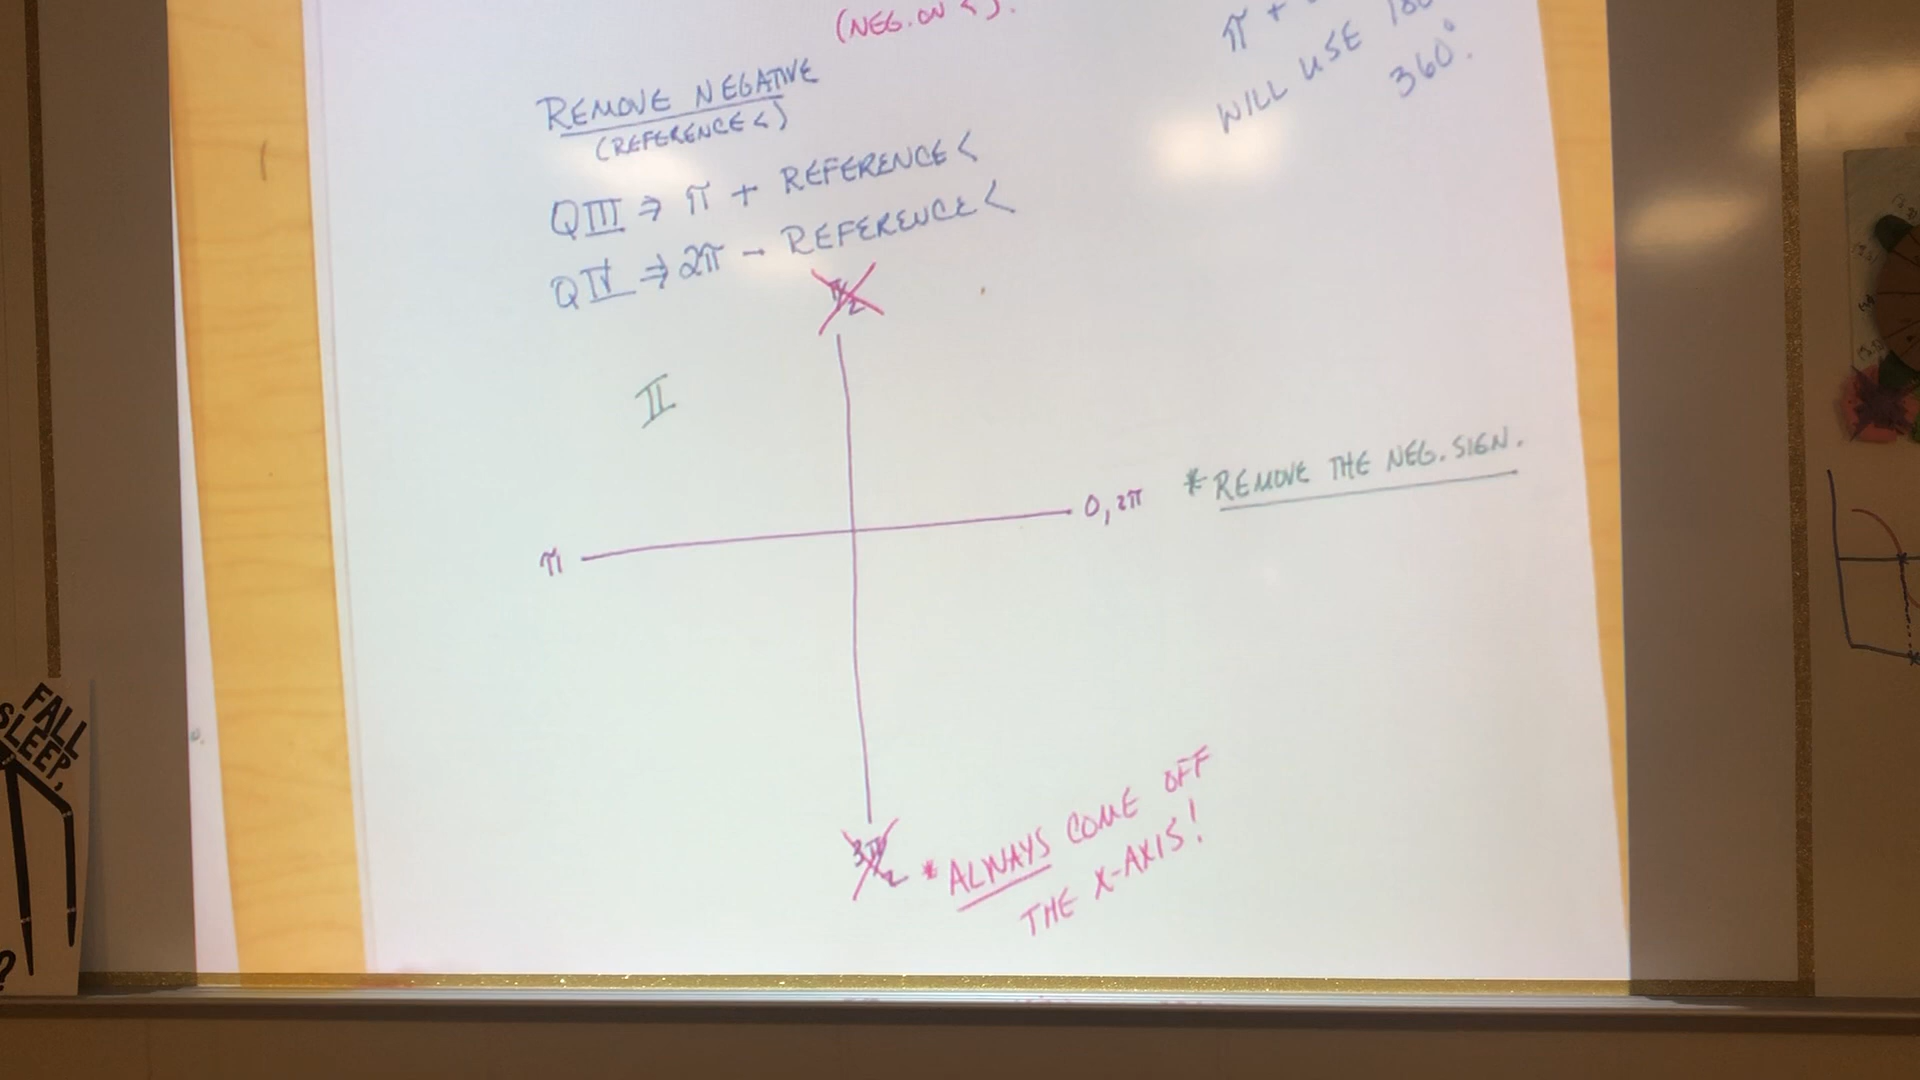 (NEG. ON <).
π +
WILL USE
360°.
REMOVE NEGATIVE
(REFERENCE <)
QIII ⇒ π + REFERENCE <
QIV ⇒ 2π - REFERENCE <
π/2
II
* REMOVE THE NEG. SIGN.
0, 2π
π
3π/2
* ALWAYS COME OFF
THE X-AXIS!
FALL
SLEEP,
?